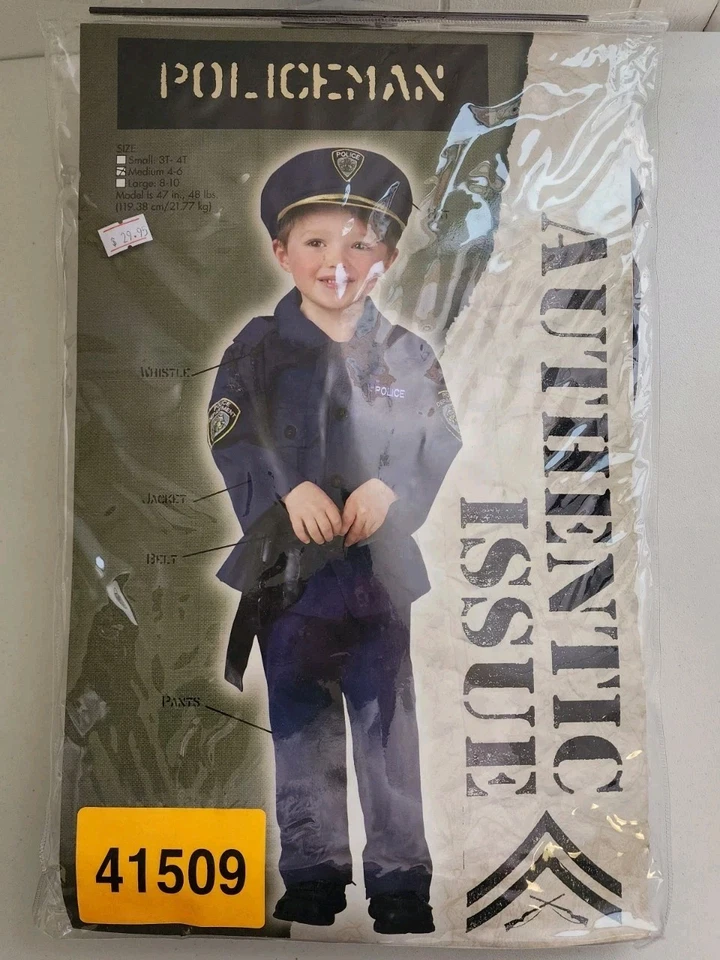 POLICEMAN
SIZE
Small: 3T- 4T
Medium 4-6
Large: 8-10
Model is 47 in., 48 lbs.
(119.38 cm/21.77 kg)
$ 29.95
POLICE
WHISTLE
POLICE
JACKET
BELT
PANTS
AUTHENTIC
ISSUE
41509